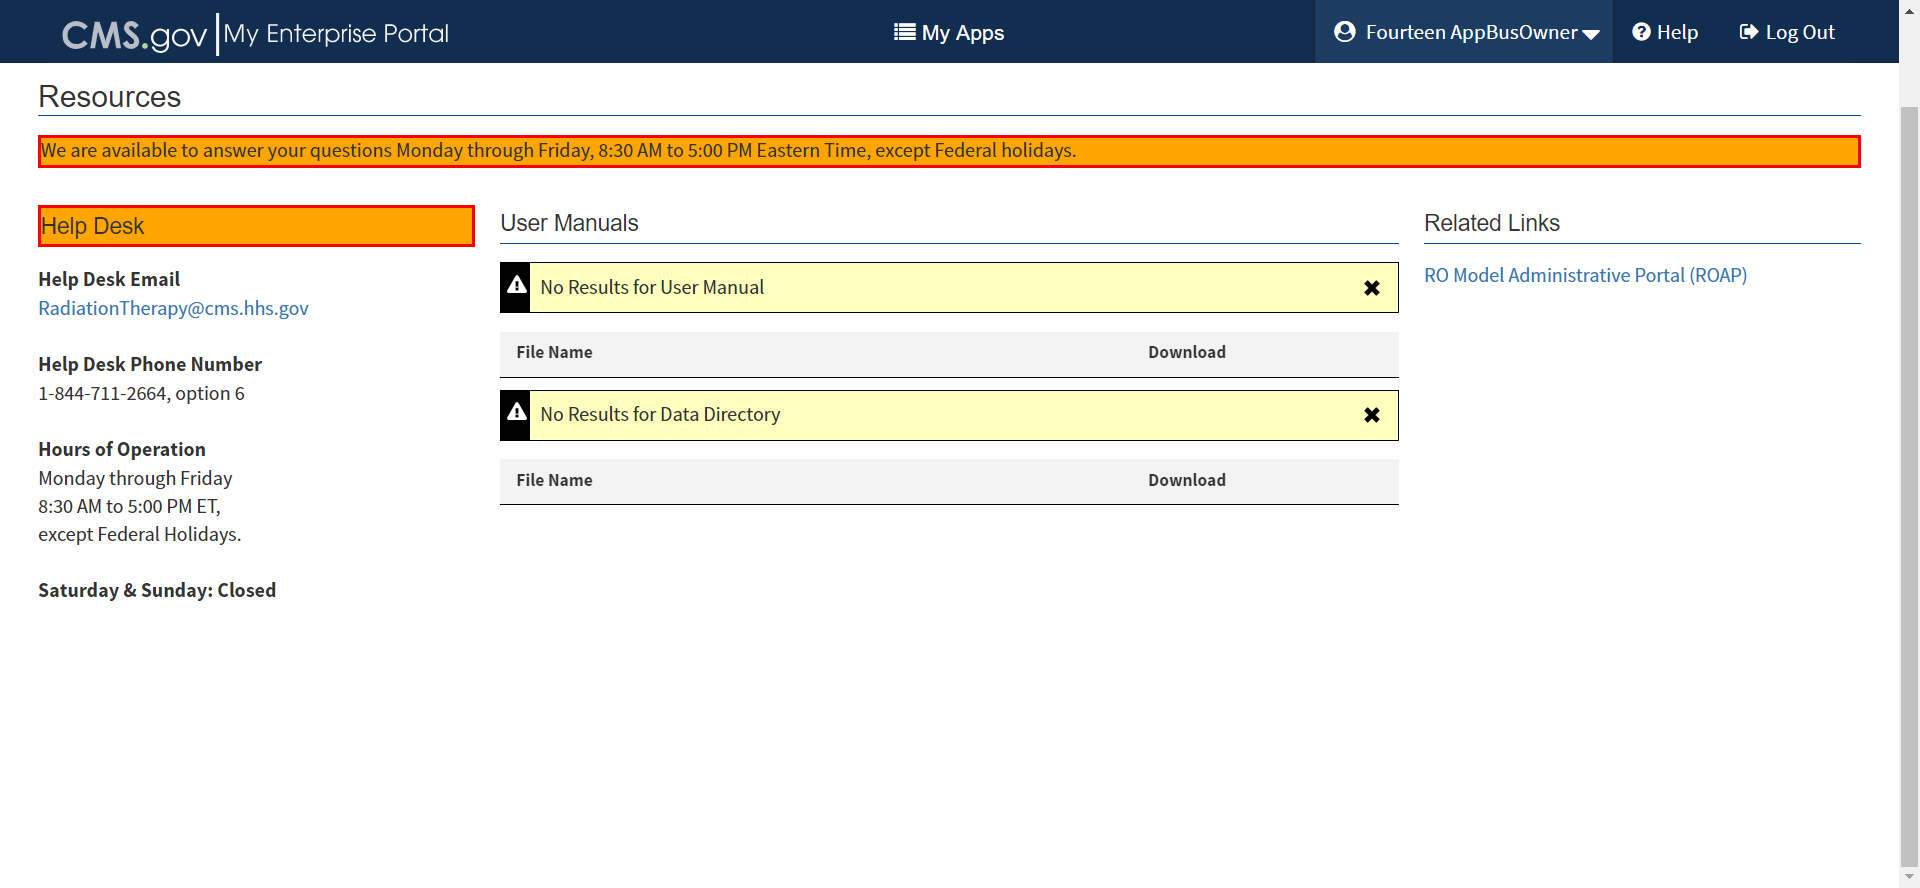 CMS.gov My Enterprise Portal My Apps Fourteen AppBusOwner Help Log Out
Resources
We are available to answer your questions Monday through Friday, 8:30 AM to 5:00 PM Eastern Time, except Federal holidays.
Help Desk
Help Desk Email
RadiationTherapy@cms.hhs.gov
Help Desk Phone Number
1-844-711-2664, option 6
Hours of Operation
Monday through Friday
8:30 AM to 5:00 PM ET,
except Federal Holidays.
Saturday & Sunday: Closed
User Manuals
No Results for User Manual
File Name Download
No Results for Data Directory
File Name Download
Related Links
RO Model Administrative Portal (ROAP)